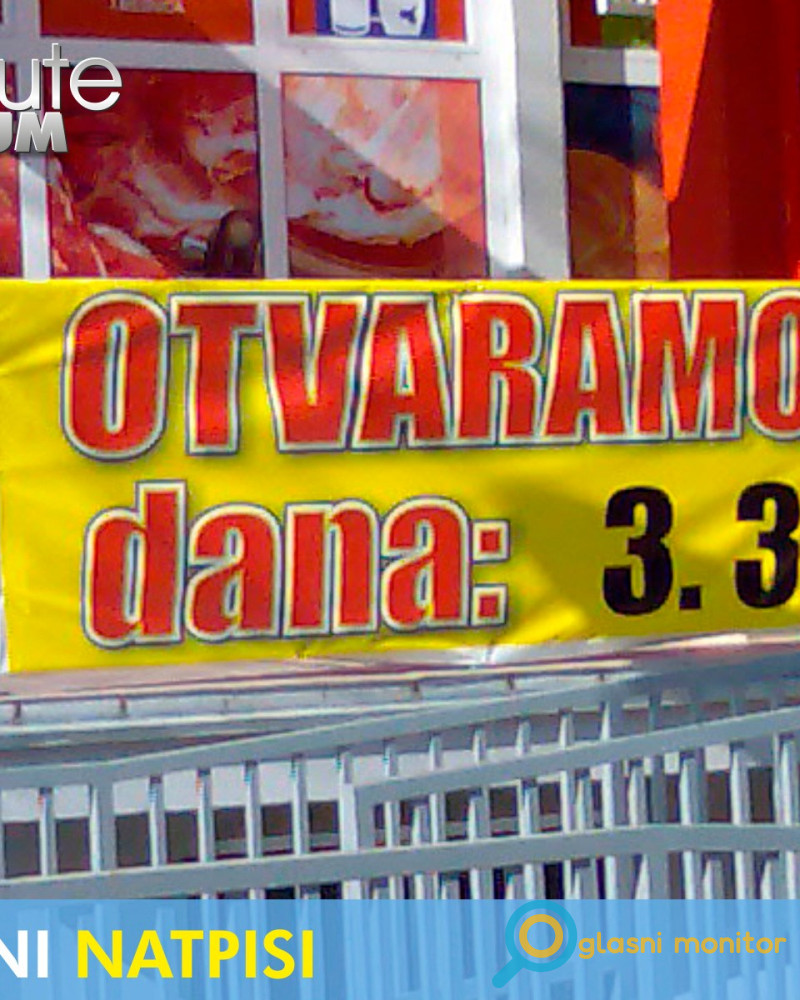 ute
UM
OTVARAMO
dana: 3. 3
NI NATPISI
glasni monitor